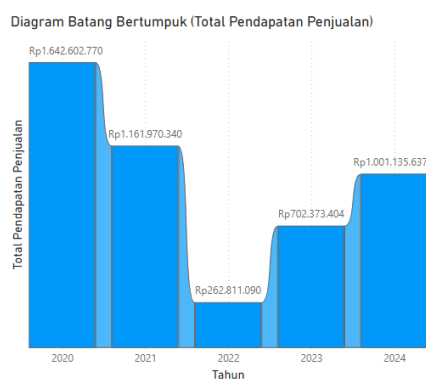 Diagram Batang Bertumpuk (Total Pendapatan Penjualan)
Rp1.642.602.770
Rp1.161.970.340
Rp262.811.090
Rp702.373.404
Rp1.001.135.637
Total Pendapatan Penjualan
2020 2021 2022 2023 2024
Tahun